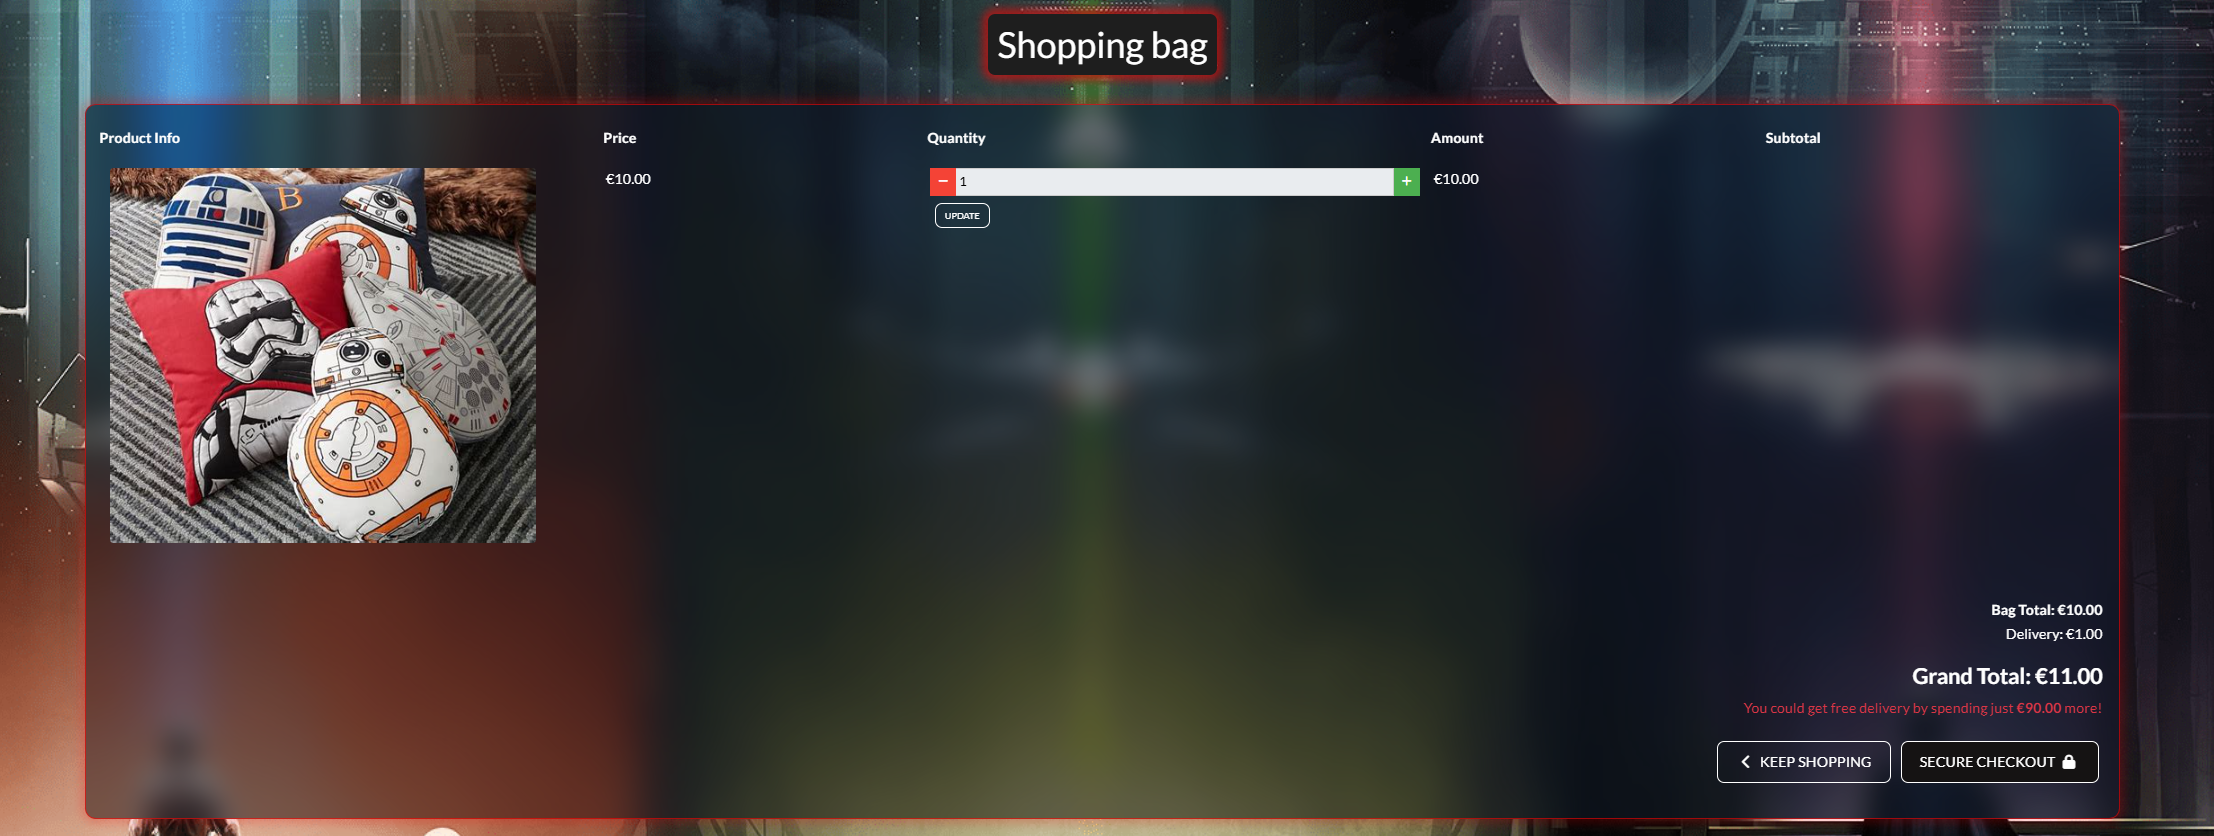 Shopping bag
Product Info Price Quantity Amount Subtotal
B
€10.00 1 €10.00
UPDATE
Bag Total: €10.00
Delivery: €1.00
Grand Total: €11.00
You could get free delivery by spending just €90.00 more!
KEEP SHOPPING SECURE CHECKOUT